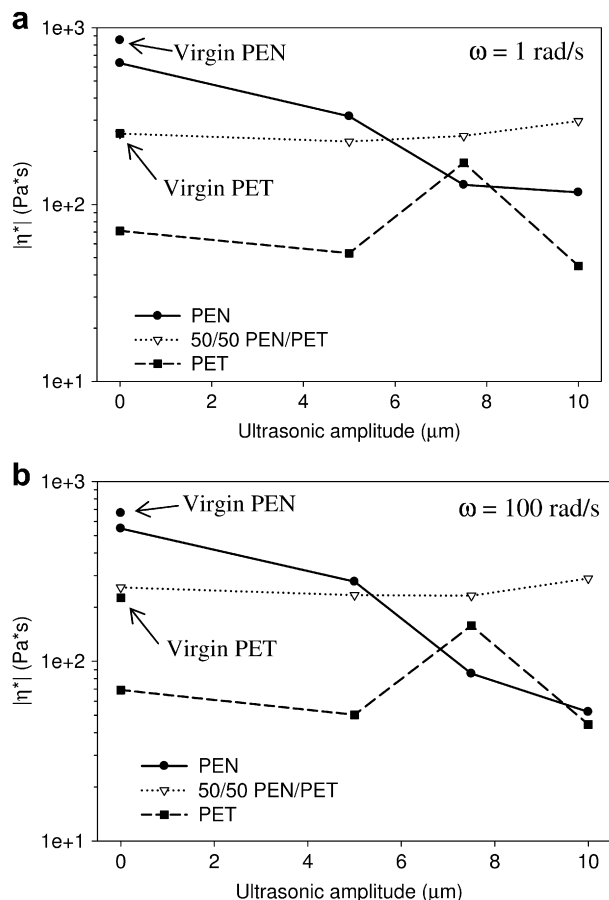 a
1e+3
Virgin PEN
ω = 1 rad/s
|η*| (Pa*s)
1e+2
Virgin PET
PEN
50/50 PEN/PET
PET
1e+1
0 2 4 6 8 10
Ultrasonic amplitude (μm)
b
1e+3
Virgin PEN
ω = 100 rad/s
|η*| (Pa*s)
Virgin PET
1e+2
PEN
50/50 PEN/PET
PET
1e+1
0 2 4 6 8 10
Ultrasonic amplitude (μm)